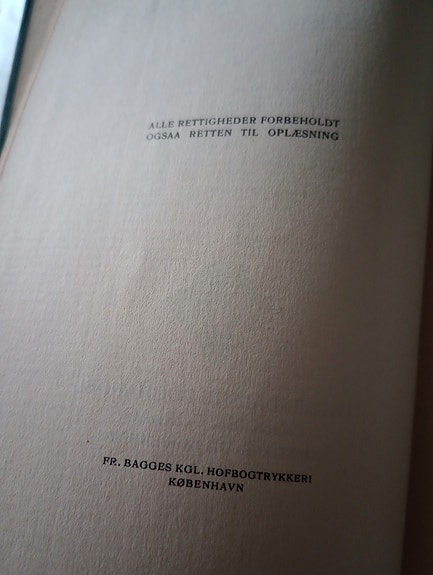 ALLE RETTIGHEDER FORBEHOLDT
OGSAA RETTEN TIL OPLÆSNING
FR. BAGGES KGL. HOFBOGTRYKKERI
KØBENHAVN